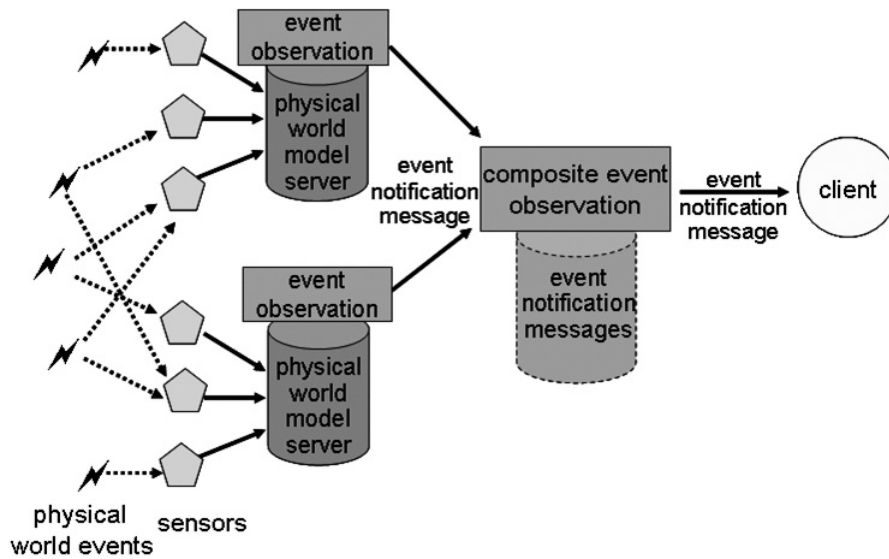 event
observation
physical
world
model
server
event
notification
message
composite event
observation
event
notification
message
client
event
notification
messages
event
observation
physical
world
model
server
physical
world events
sensors